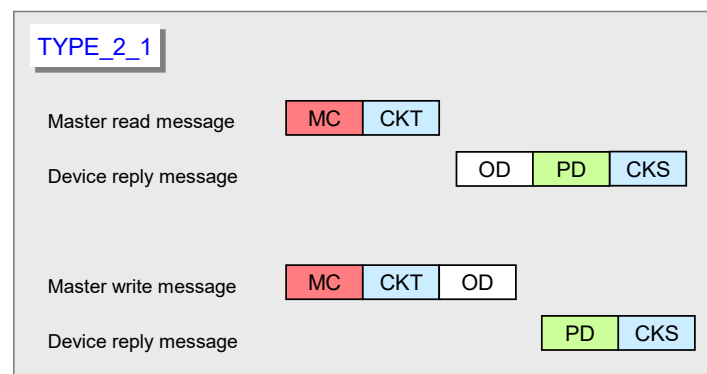 TYPE_2_1
Master read message MC CKT
Device reply message OD PD CKS
Master write message MC CKT OD
Device reply message PD CKS